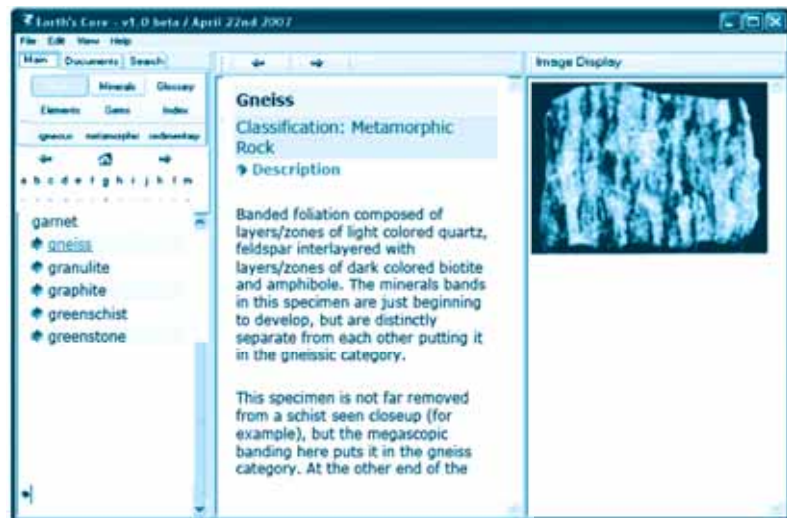 Earth's Core - v1.0 beta / April 22nd 2007
File Edit View Help
Main Documents Search
Minerals Glossary
Elements Gems Index
igneous metamorphic sedimentary
a b c d e f g h i j k l m
garnet
gneiss
granulite
graphite
greenschist
greenstone
Gneiss
Classification: Metamorphic
Rock
Description
Banded foliation composed of
layers/zones of light colored quartz,
feldspar interlayered with
layers/zones of dark colored biotite
and amphibole. The minerals bands
in this specimen are just beginning
to develop, but are distinctly
separate from each other putting it
in the gneissic category.
This specimen is not far removed
from a schist seen closeup (for
example), but the megascopic
banding here puts it in the gneiss
category. At the other end of the
Image Display